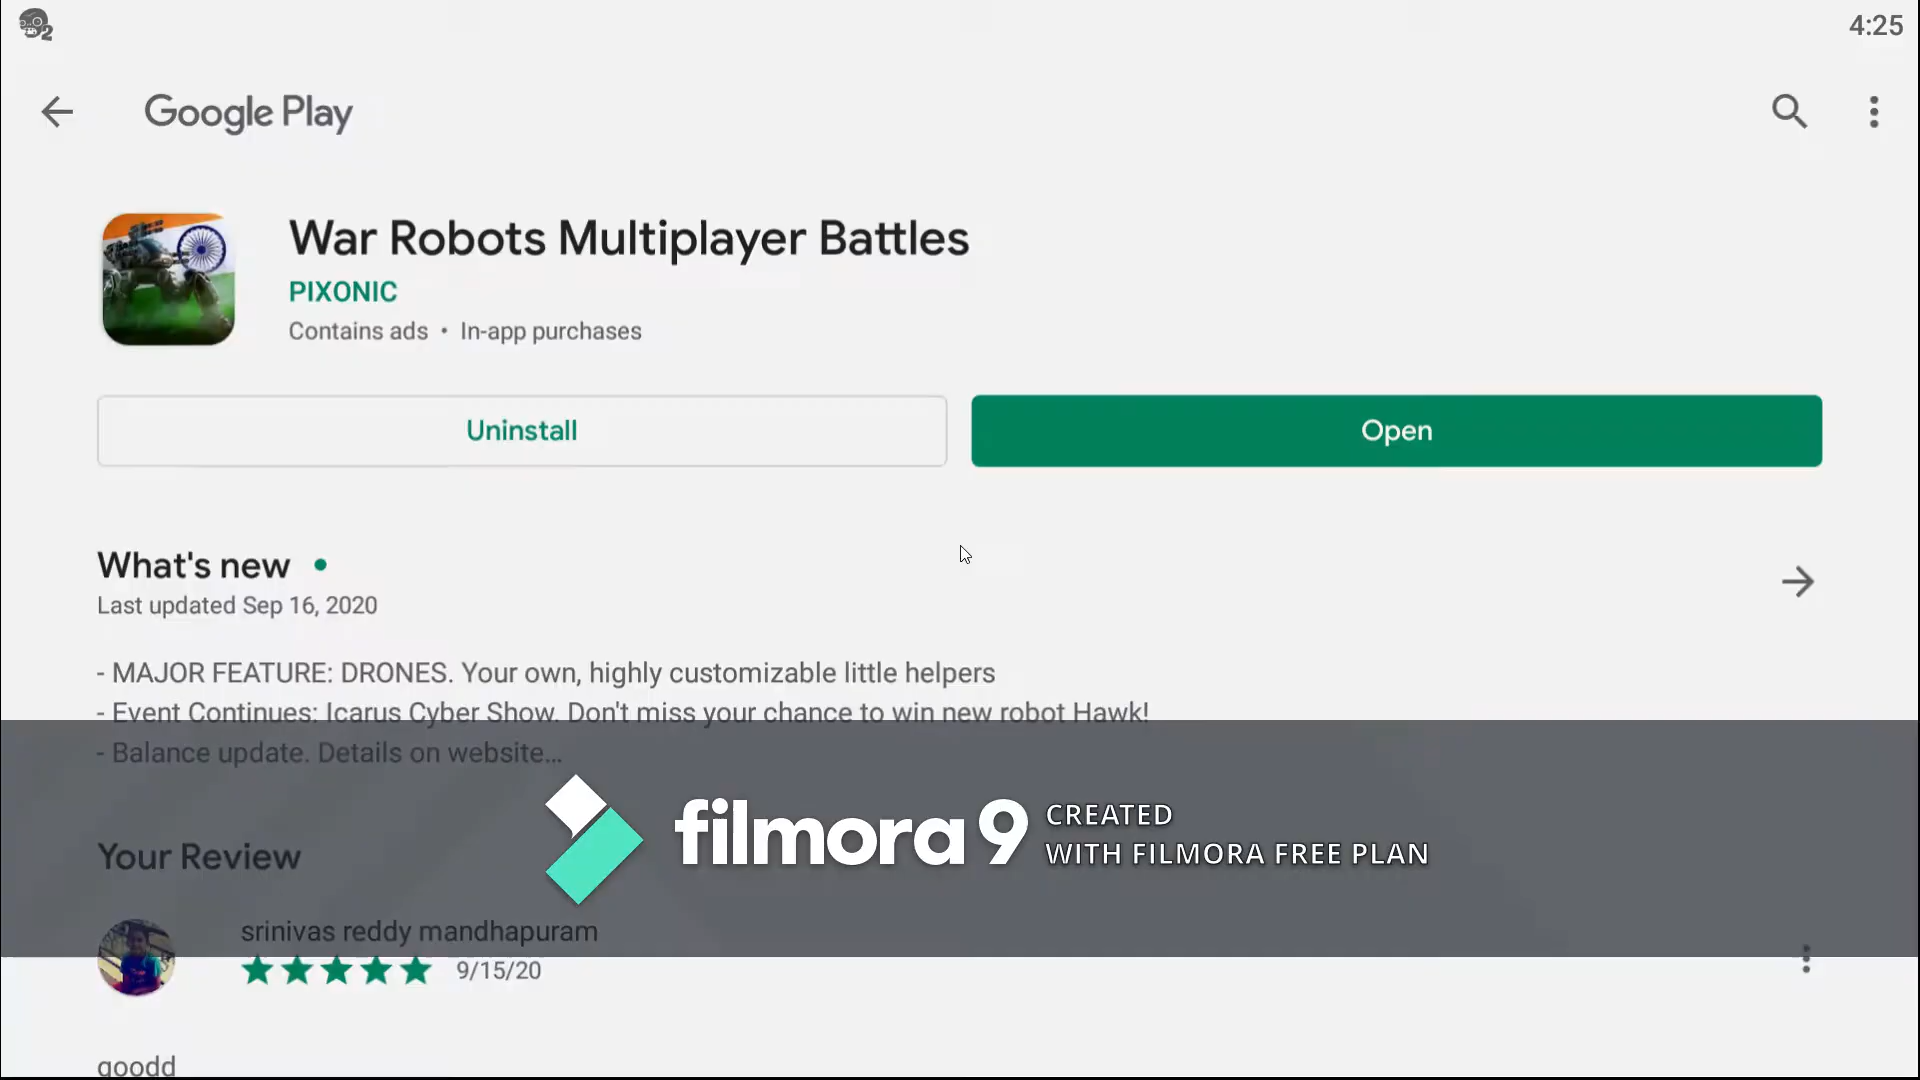 4:25
Google Play
War Robots Multiplayer Battles
PIXONIC
Contains ads • In-app purchases
Uninstall
Open
What's new
Last updated Sep 16, 2020
- MAJOR FEATURE: DRONES. Your own, highly customizable little helpers
- Event Continues: Icarus Cyber Show. Don't miss your chance to win new robot Hawk!
- Balance update. Details on website...
filmora9
CREATED
WITH FILMORA FREE PLAN
Your Review
srinivas reddy mandhapuram
9/15/20
goodd